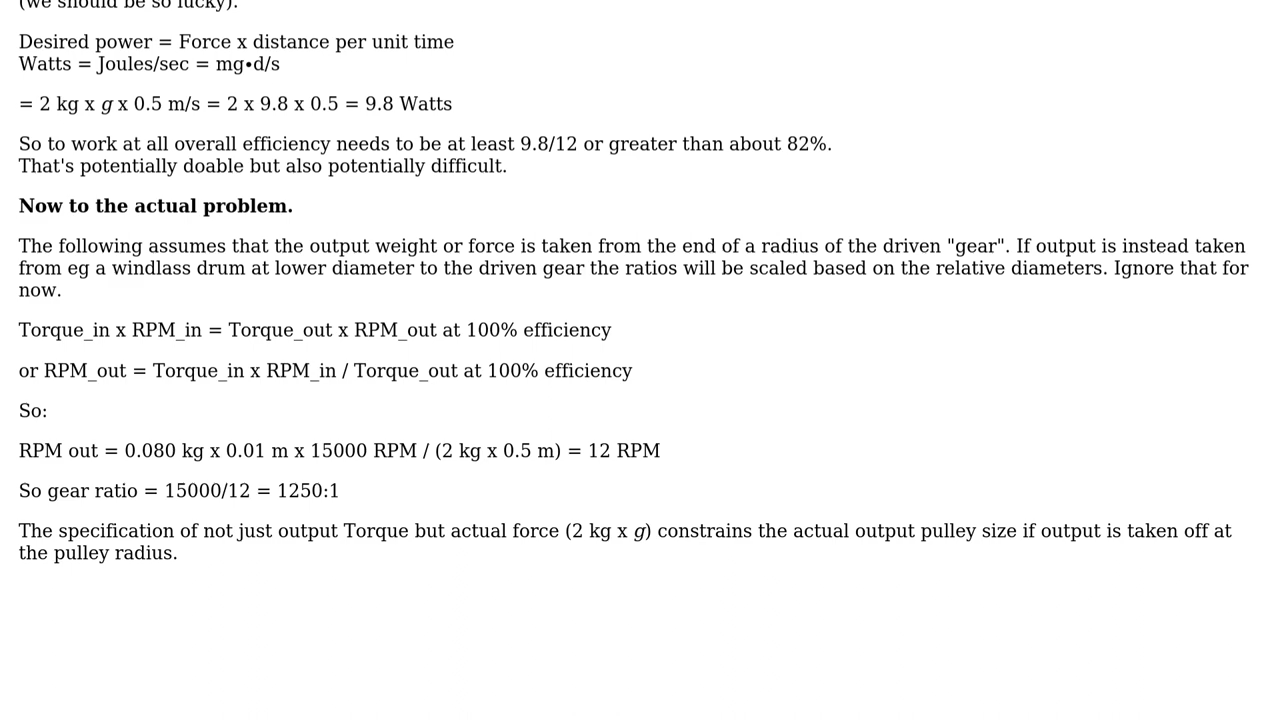 (we should be so lucky).
Desired power = Force x distance per unit time
Watts = Joules/sec = mg•d/s
= 2 kg x g x 0.5 m/s = 2 x 9.8 x 0.5 = 9.8 Watts
So to work at all overall efficiency needs to be at least 9.8/12 or greater than about 82%.
That's potentially doable but also potentially difficult.
Now to the actual problem.
The following assumes that the output weight or force is taken from the end of a radius of the driven "gear". If output is instead taken
from eg a windlass drum at lower diameter to the driven gear the ratios will be scaled based on the relative diameters. Ignore that for
now.
Torque_in x RPM_in = Torque_out x RPM_out at 100% efficiency
or RPM_out = Torque_in x RPM_in / Torque_out at 100% efficiency
So:
RPM out = 0.080 kg x 0.01 m x 15000 RPM / (2 kg x 0.5 m) = 12 RPM
So gear ratio = 15000/12 = 1250:1
The specification of not just output Torque but actual force (2 kg x g) constrains the actual output pulley size if output is taken off at
the pulley radius.